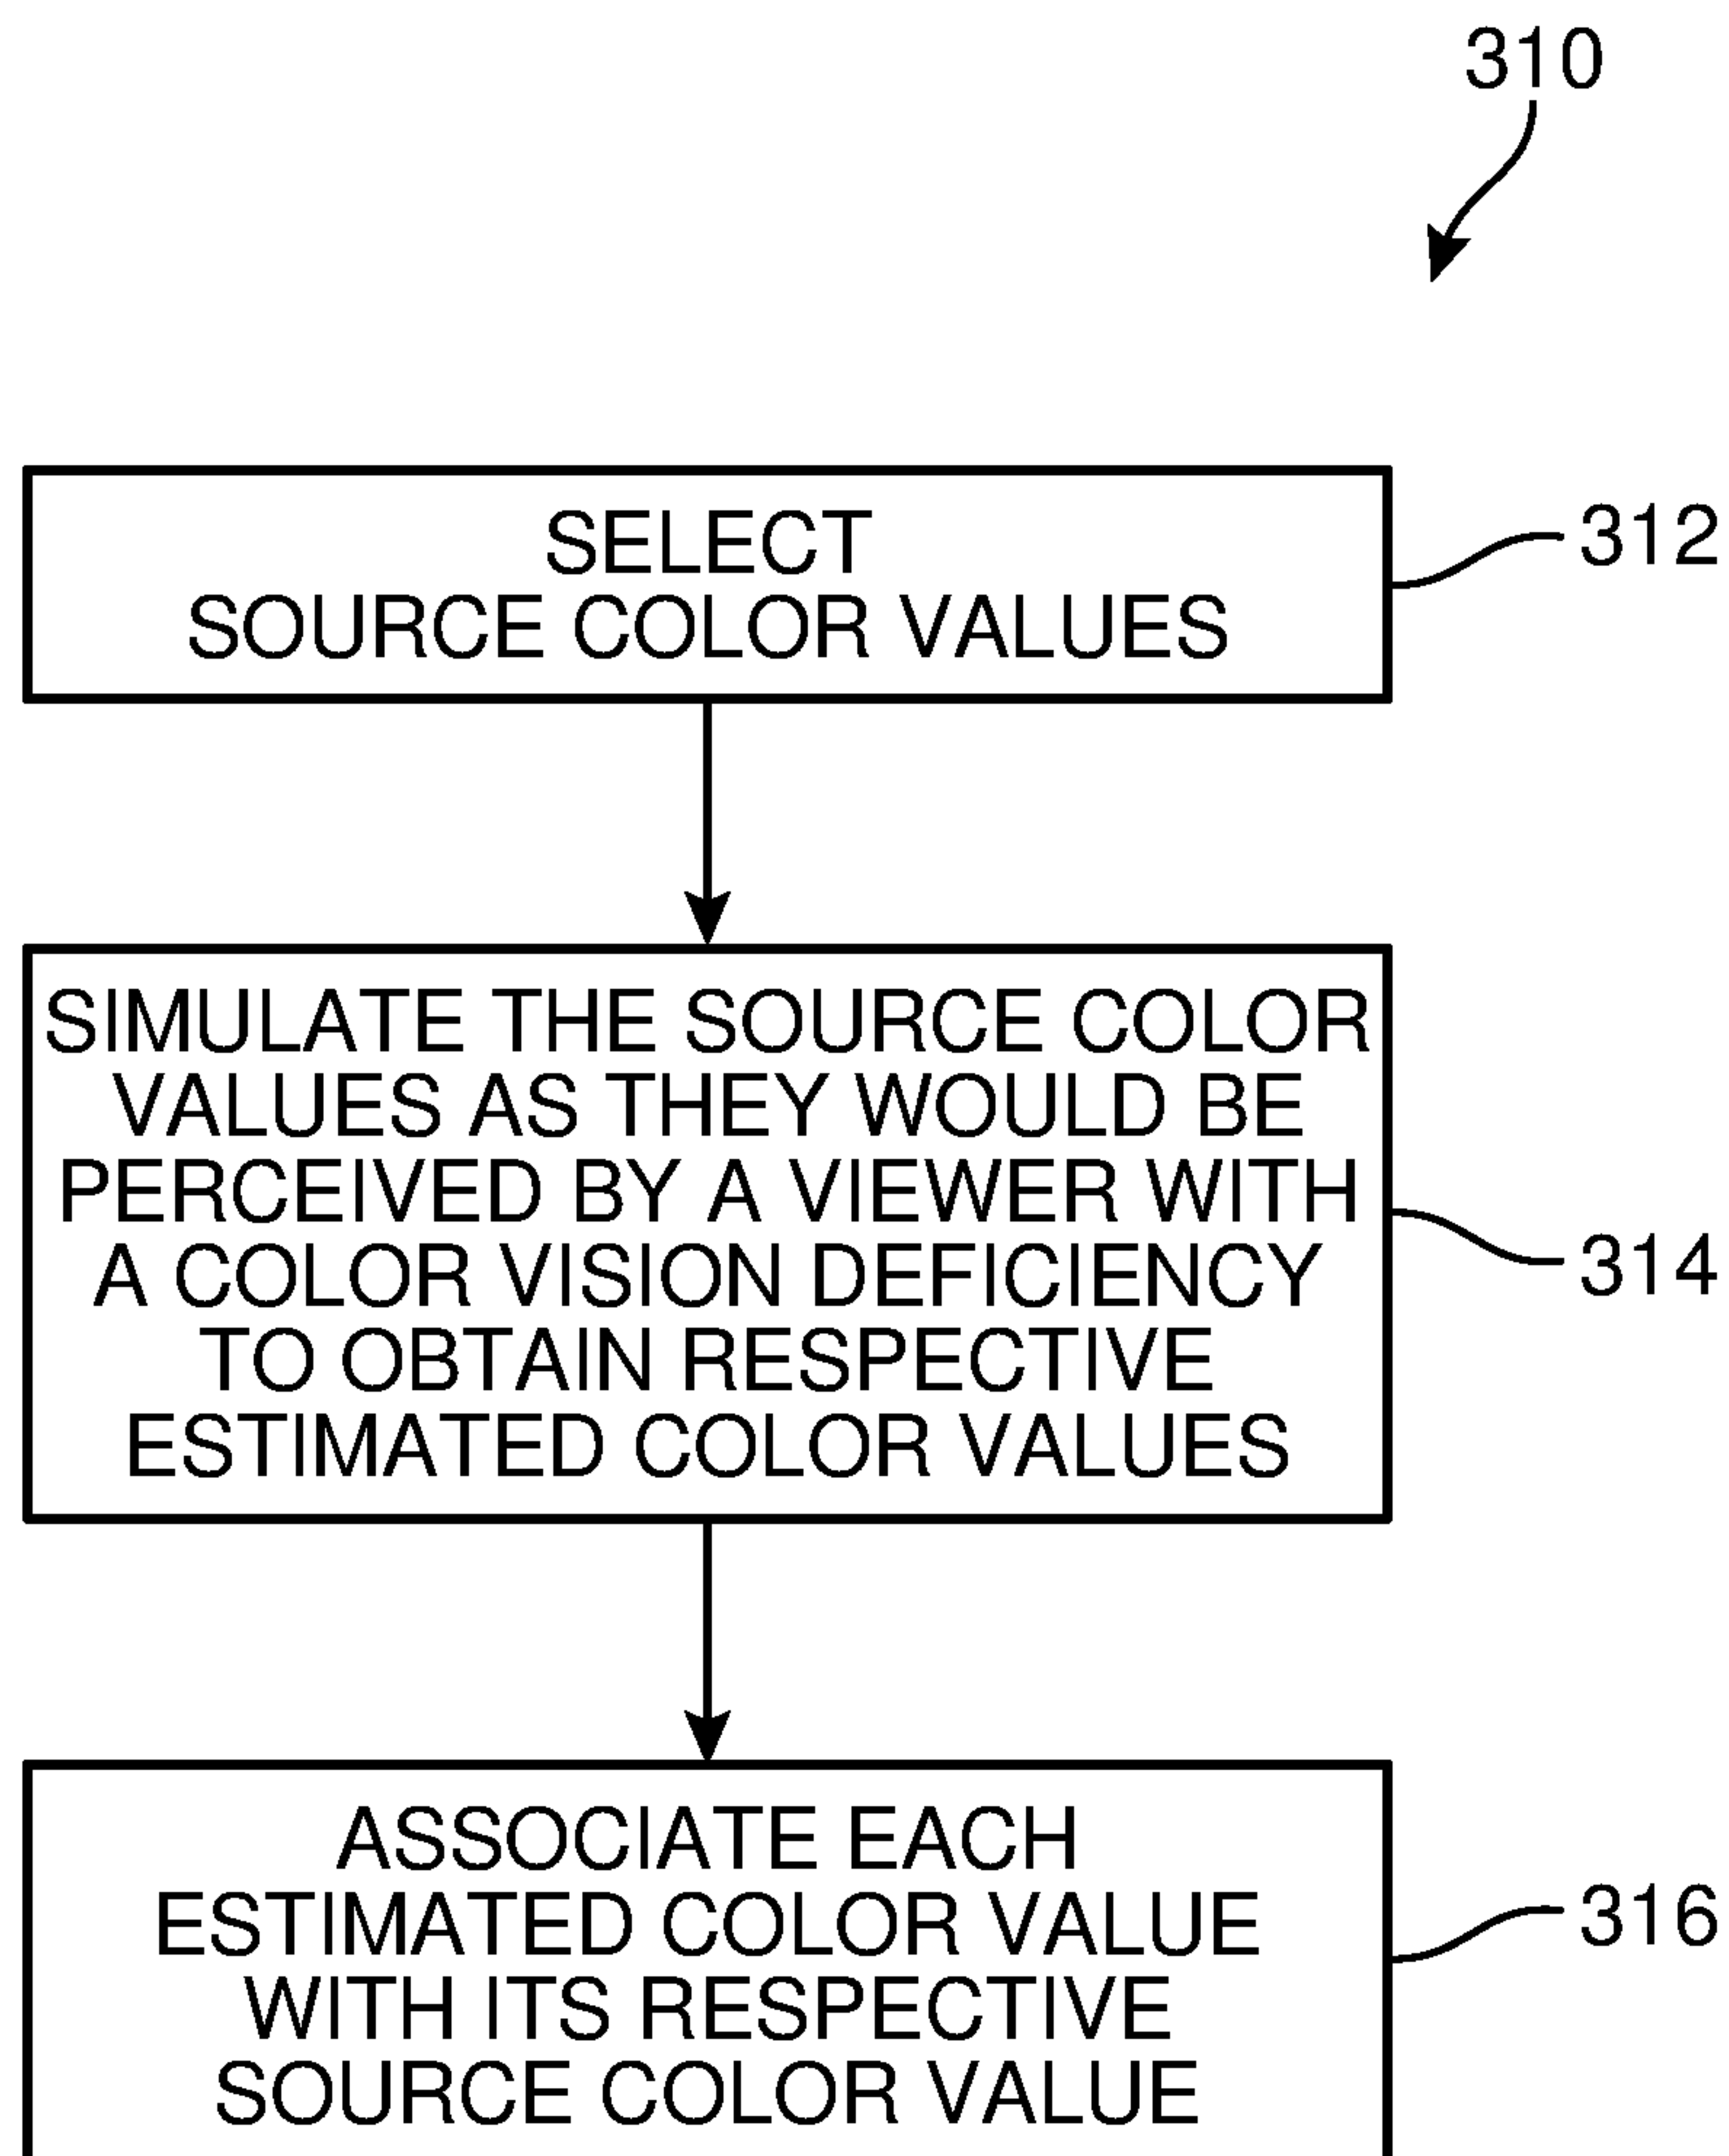 310
SELECT
SOURCE COLOR VALUES
312
SIMULATE THE SOURCE COLOR
VALUES AS THEY WOULD BE
PERCEIVED BY A VIEWER WITH
A COLOR VISION DEFICIENCY
TO OBTAIN RESPECTIVE
ESTIMATED COLOR VALUES
314
ASSOCIATE EACH
ESTIMATED COLOR VALUE
WITH ITS RESPECTIVE
SOURCE COLOR VALUE
316